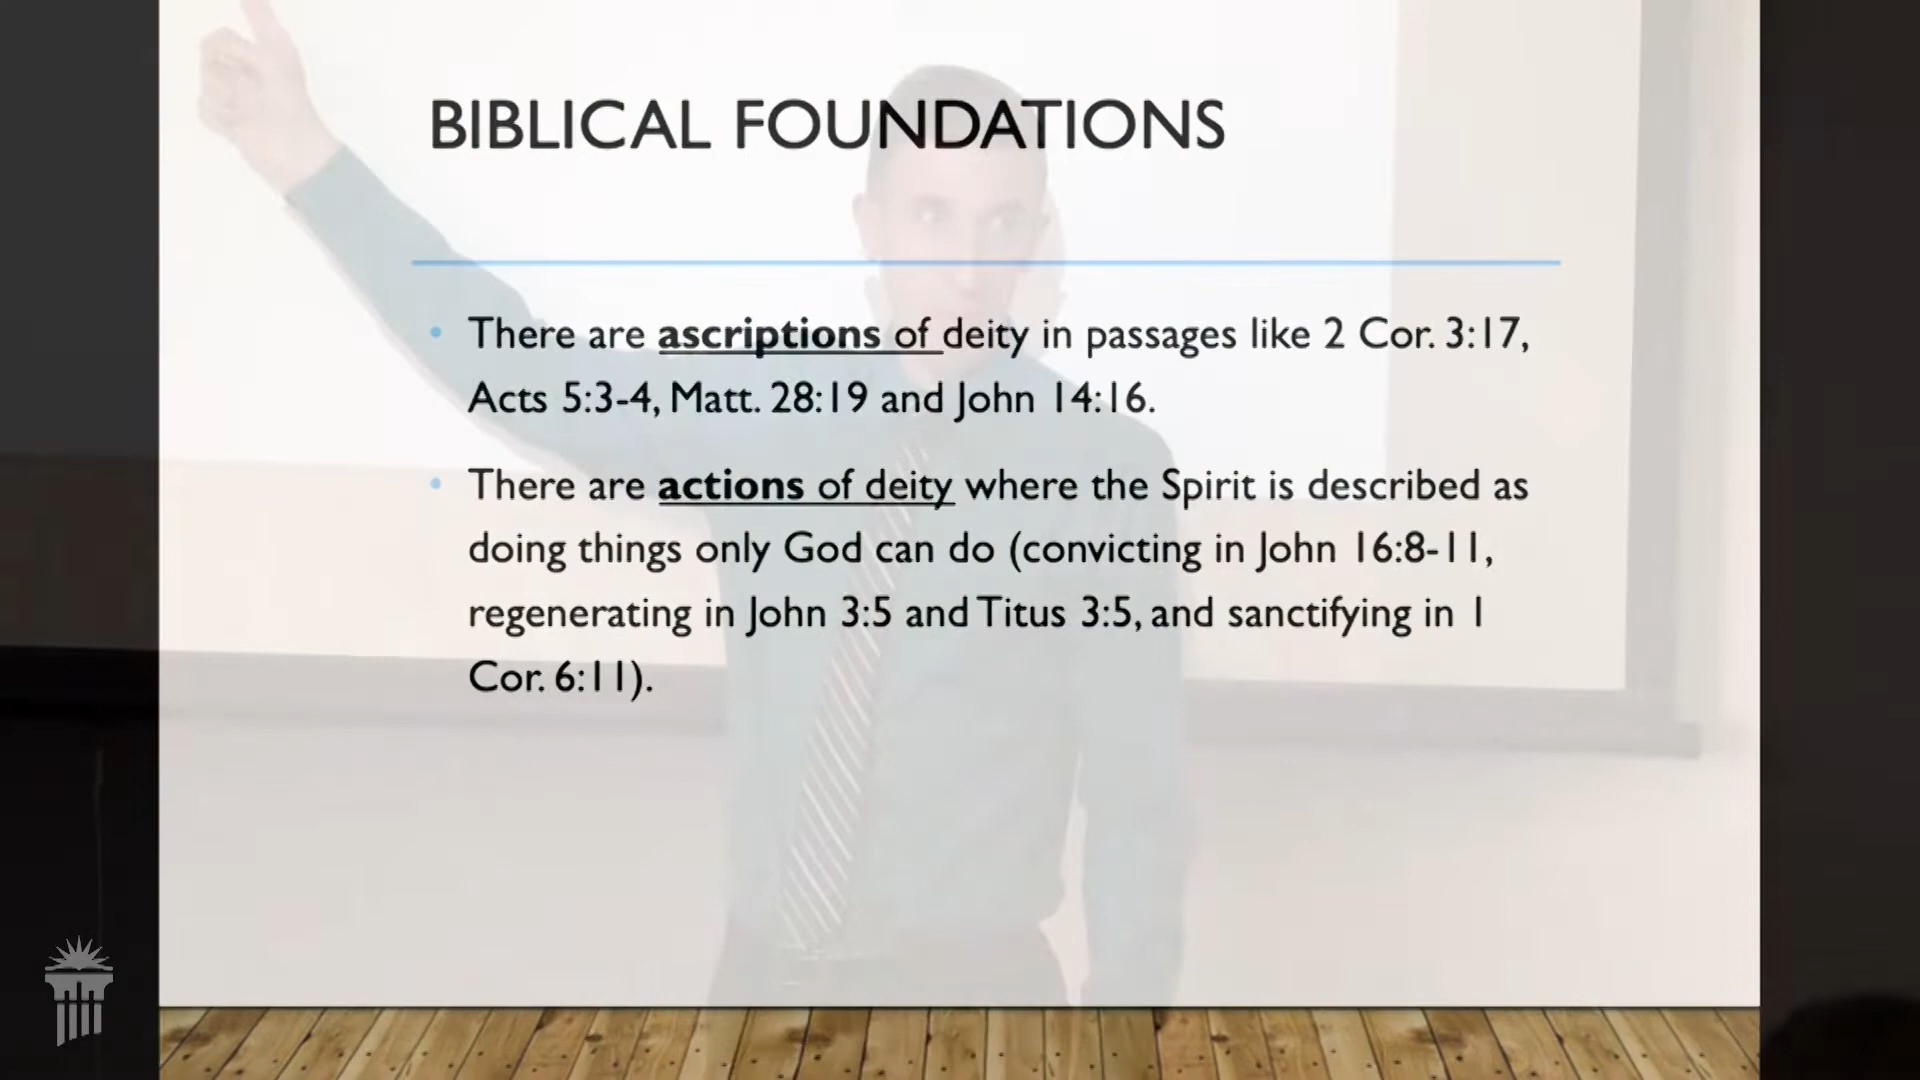 BIBLICAL FOUNDATIONS
• There are ascriptions of deity in passages like 2 Cor. 3:17,
Acts 5:3-4, Matt. 28:19 and John 14:16.
• There are actions of deity where the Spirit is described as
doing things only God can do (convicting in John 16:8-11,
regenerating in John 3:5 and Titus 3:5, and sanctifying in 1
Cor. 6:11).